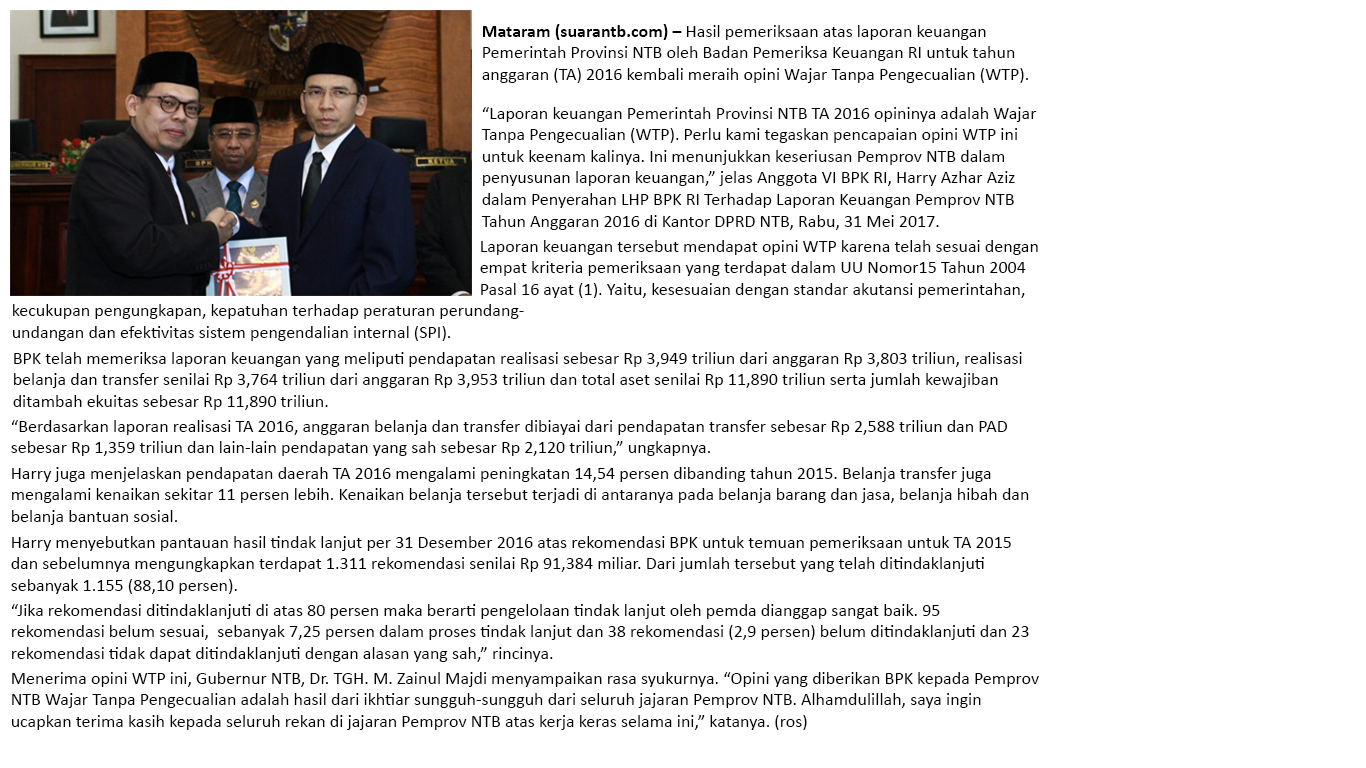 Mataram (suarantb.com) – Hasil pemeriksaan atas laporan keuangan
Pemerintah Provinsi NTB oleh Badan Pemeriksa Keuangan RI untuk tahun
anggaran (TA) 2016 kembali meraih opini Wajar Tanpa Pengecualian (WTP).
“Laporan keuangan Pemerintah Provinsi NTB TA 2016 opininya adalah Wajar
Tanpa Pengecualian (WTP). Perlu kami tegaskan pencapaian opini WTP ini
untuk keenam kalinya. Ini menunjukkan keseriusan Pemprov NTB dalam
penyusunan laporan keuangan,” jelas Anggota VI BPK RI, Harry Azhar Aziz
dalam Penyerahan LHP BPK RI Terhadap Laporan Keuangan Pemprov NTB
Tahun Anggaran 2016 di Kantor DPRD NTB, Rabu, 31 Mei 2017.
Laporan keuangan tersebut mendapat opini WTP karena telah sesuai dengan
empat kriteria pemeriksaan yang terdapat dalam UU Nomor15 Tahun 2004
Pasal 16 ayat (1). Yaitu, kesesuaian dengan standar akutansi pemerintahan,
kecukupan pengungkapan, kepatuhan terhadap peraturan perundang-
undangan dan efektivitas sistem pengendalian internal (SPI).
BPK telah memeriksa laporan keuangan yang meliputi pendapatan realisasi sebesar Rp 3,949 triliun dari anggaran Rp 3,803 triliun, realisasi
belanja dan transfer senilai Rp 3,764 triliun dari anggaran Rp 3,953 triliun dan total aset senilai Rp 11,890 triliun serta jumlah kewajiban
ditambah ekuitas sebesar Rp 11,890 triliun.
“Berdasarkan laporan realisasi TA 2016, anggaran belanja dan transfer dibiayai dari pendapatan transfer sebesar Rp 2,588 triliun dan PAD
sebesar Rp 1,359 triliun dan lain-lain pendapatan yang sah sebesar Rp 2,120 triliun,” ungkapnya.
Harry juga menjelaskan pendapatan daerah TA 2016 mengalami peningkatan 14,54 persen dibanding tahun 2015. Belanja transfer juga
mengalami kenaikan sekitar 11 persen lebih. Kenaikan belanja tersebut terjadi di antaranya pada belanja barang dan jasa, belanja hibah dan
belanja bantuan sosial.
Harry menyebutkan pantauan hasil tindak lanjut per 31 Desember 2016 atas rekomendasi BPK untuk temuan pemeriksaan untuk TA 2015
dan sebelumnya mengungkapkan terdapat 1.311 rekomendasi senilai Rp 91,384 miliar. Dari jumlah tersebut yang telah ditindaklanjuti
sebanyak 1.155 (88,10 persen).
“Jika rekomendasi ditindaklanjuti di atas 80 persen maka berarti pengelolaan tindak lanjut oleh pemda dianggap sangat baik. 95
rekomendasi belum sesuai,  sebanyak 7,25 persen dalam proses tindak lanjut dan 38 rekomendasi (2,9 persen) belum ditindaklanjuti dan 23
rekomendasi tidak dapat ditindaklanjuti dengan alasan yang sah,” rincinya.
Menerima opini WTP ini, Gubernur NTB, Dr. TGH. M. Zainul Majdi menyampaikan rasa syukurnya. “Opini yang diberikan BPK kepada Pemprov
NTB Wajar Tanpa Pengecualian adalah hasil dari ikhtiar sungguh-sungguh dari seluruh jajaran Pemprov NTB. Alhamdulillah, saya ingin
ucapkan terima kasih kepada seluruh rekan di jajaran Pemprov NTB atas kerja keras selama ini,” katanya. (ros)
KETUA